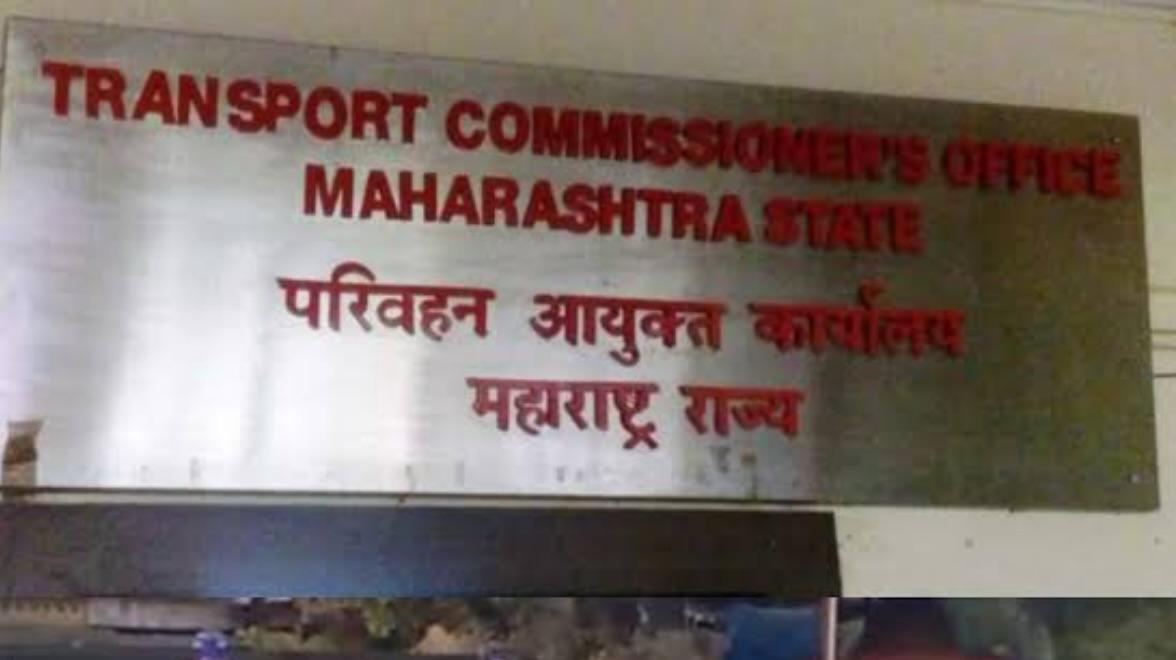 TRANSPORT COMMISSIONER'S OFFICE
MAHARASHTRA STATE
परिवहन आयुक्त कार्यालय
महाराष्ट्र राज्य